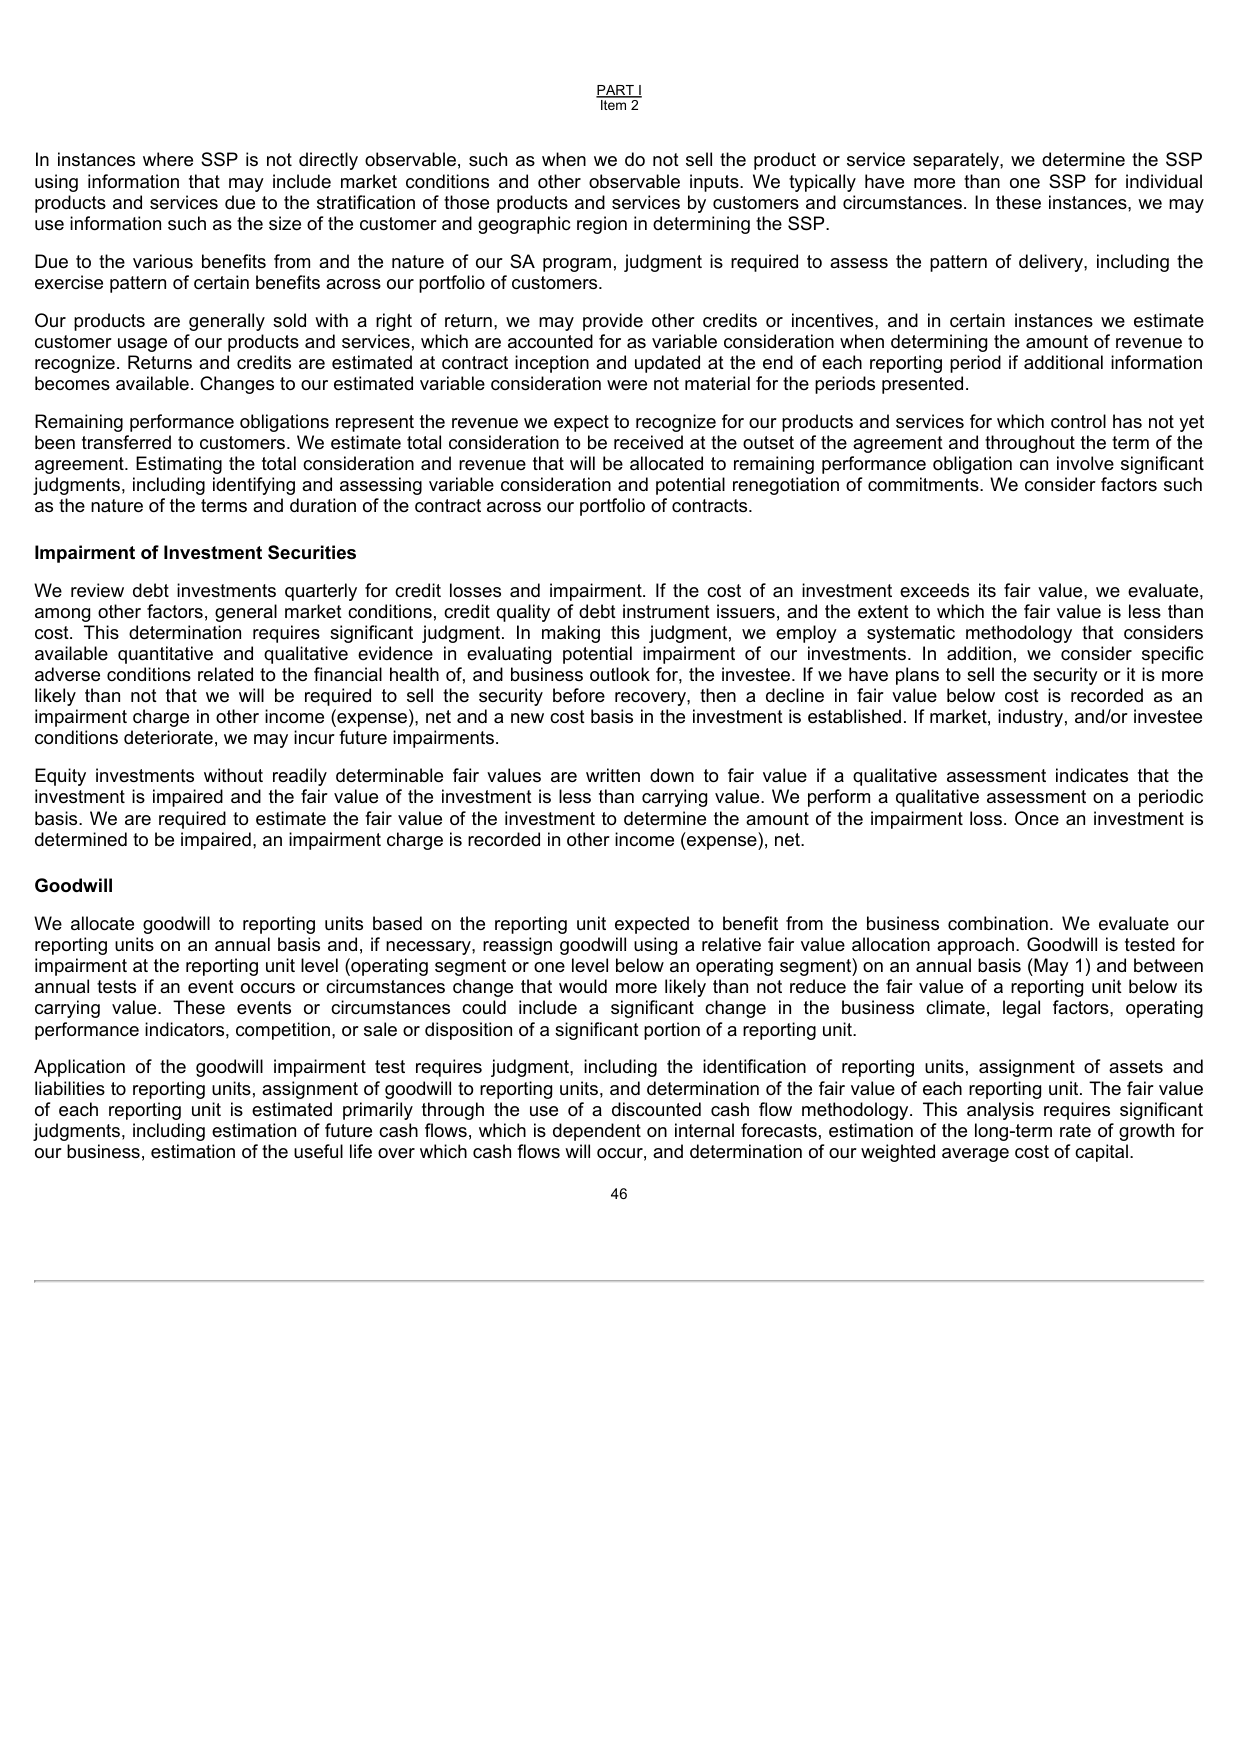 PART I
Item 2
In instances where SSP is not directly observable, such as when we do not sell the product or service separately, we determine the SSP
using information that may include market conditions and other observable inputs. We typically have more than one SSP for individual
products and services due to the stratification of those products and services by customers and circumstances. In these instances, we may
use information such as the size of the customer and geographic region in determining the SSP.
Due to the various benefits from and the nature of our SA program, judgment is required to assess the pattern of delivery, including the
exercise pattern of certain benefits across our portfolio of customers.
Our products are generally sold with a right of return, we may provide other credits or incentives, and in certain instances we estimate
customer usage of our products and services, which are accounted for as variable consideration when determining the amount of revenue to
recognize. Returns and credits are estimated at contract inception and updated at the end of each reporting period if additional information
becomes available. Changes to our estimated variable consideration were not material for the periods presented.
Remaining performance obligations represent the revenue we expect to recognize for our products and services for which control has not yet
been transferred to customers. We estimate total consideration to be received at the outset of the agreement and throughout the term of the
agreement. Estimating the total consideration and revenue that will be allocated to remaining performance obligation can involve significant
judgments, including identifying and assessing variable consideration and potential renegotiation of commitments. We consider factors such
as the nature of the terms and duration of the contract across our portfolio of contracts.
Impairment of Investment Securities
We review debt investments quarterly for credit losses and impairment. If the cost of an investment exceeds its fair value, we evaluate,
among other factors, general market conditions, credit quality of debt instrument issuers, and the extent to which the fair value is less than
cost. This determination requires significant judgment. In making this judgment, we employ a systematic methodology that considers
available quantitative and qualitative evidence in evaluating potential impairment of our investments. In addition, we consider specific
adverse conditions related to the financial health of, and business outlook for, the investee. If we have plans to sell the security or it is more
likely than not that we will be required to sell the security before recovery, then a decline in fair value below cost is recorded as an
impairment charge in other income (expense), net and a new cost basis in the investment is established. If market, industry, and/or investee
conditions deteriorate, we may incur future impairments.
Equity investments without readily determinable fair values are written down to fair value if a qualitative assessment indicates that the
investment is impaired and the fair value of the investment is less than carrying value. We perform a qualitative assessment on a periodic
basis. We are required to estimate the fair value of the investment to determine the amount of the impairment loss. Once an investment is
determined to be impaired, an impairment charge is recorded in other income (expense), net.
Goodwill
We allocate goodwill to reporting units based on the reporting unit expected to benefit from the business combination. We evaluate our
reporting units on an annual basis and, if necessary, reassign goodwill using a relative fair value allocation approach. Goodwill is tested for
impairment at the reporting unit level (operating segment or one level below an operating segment) on an annual basis (May 1) and between
annual tests if an event occurs or circumstances change that would more likely than not reduce the fair value of a reporting unit below its
carrying value. These events or circumstances could include a significant change in the business climate, legal factors, operating
performance indicators, competition, or sale or disposition of a significant portion of a reporting unit.
Application of the goodwill impairment test requires judgment, including the identification of reporting units, assignment of assets and
liabilities to reporting units, assignment of goodwill to reporting units, and determination of the fair value of each reporting unit. The fair value
of each reporting unit is estimated primarily through the use of a discounted cash flow methodology. This analysis requires significant
judgments, including estimation of future cash flows, which is dependent on internal forecasts, estimation of the long-term rate of growth for
our business, estimation of the useful life over which cash flows will occur, and determination of our weighted average cost of capital.
46